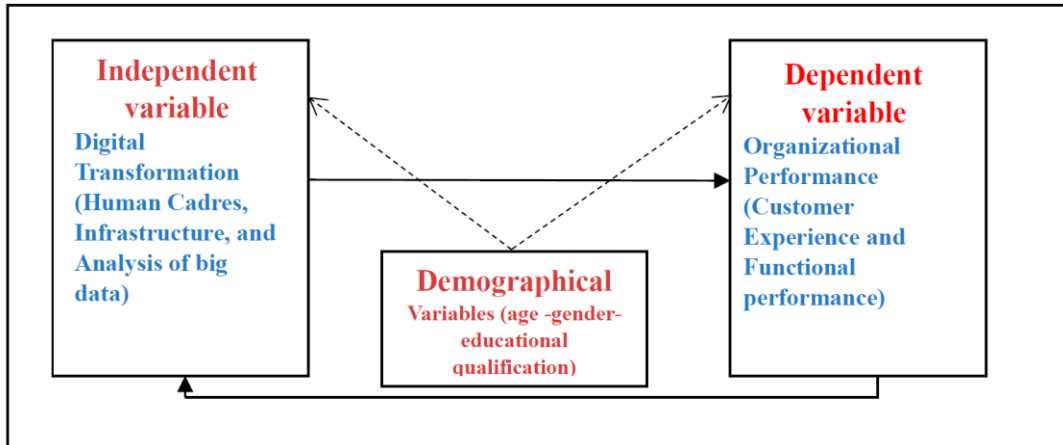 Independent
variable
Digital
Transformation
(Human Cadres,
Infrastructure, and
Analysis of big
data)
Demographical
Variables (age -gender-
educational
qualification)
Dependent
variable
Organizational
Performance
(Customer
Experience and
Functional
performance)